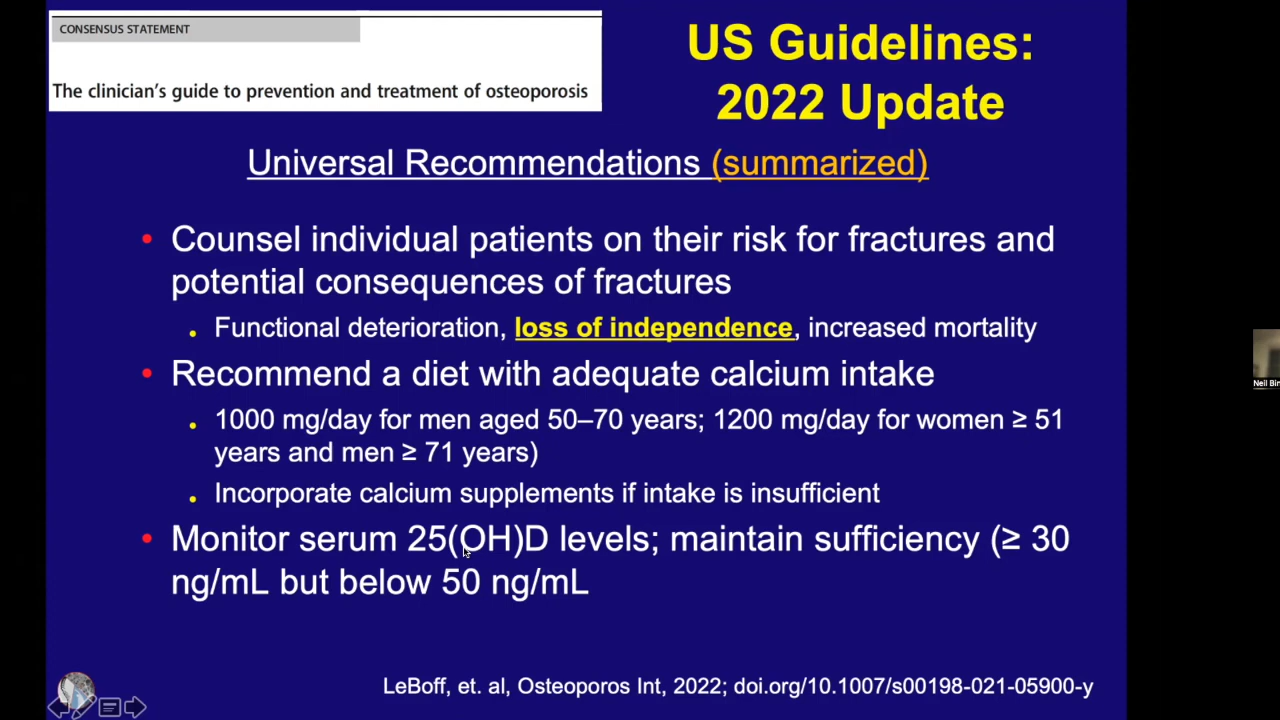 CONSENSUS STATEMENT
The clinician's guide to prevention and treatment of osteoporosis
US Guidelines:
2022 Update
Universal Recommendations (summarized)
• Counsel individual patients on their risk for fractures and
potential consequences of fractures
• Functional deterioration, loss of independence, increased mortality
• Recommend a diet with adequate calcium intake
• 1000 mg/day for men aged 50–70 years; 1200 mg/day for women ≥ 51
years and men ≥ 71 years)
• Incorporate calcium supplements if intake is insufficient
• Monitor serum 25(OH)D levels; maintain sufficiency (≥ 30
ng/mL but below 50 ng/mL
LeBoff, et. al, Osteoporos Int, 2022; doi.org/10.1007/s00198-021-05900-y
Neil Bin